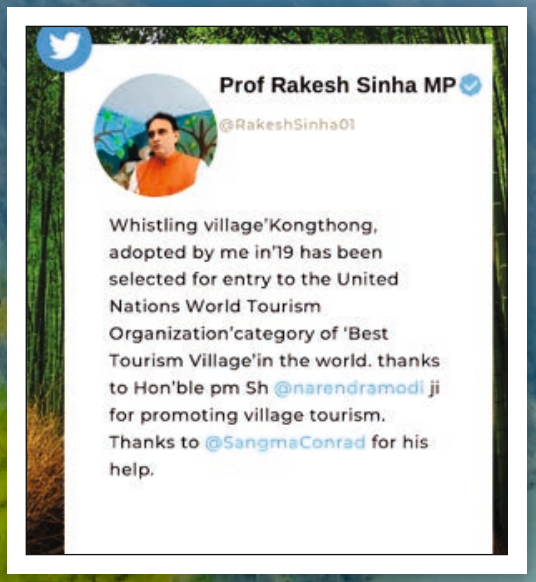 Prof Rakesh Sinha MP
@RakeshSinha01
Whistling village'Kongthong,
adopted by me in'19 has been
selected for entry to the United
Nations World Tourism
Organization'category of 'Best
Tourism Village'in the world. thanks
to Hon'ble pm Sh @narendramodi ji
for promoting village tourism.
Thanks to @SangmaConrad for his
help.